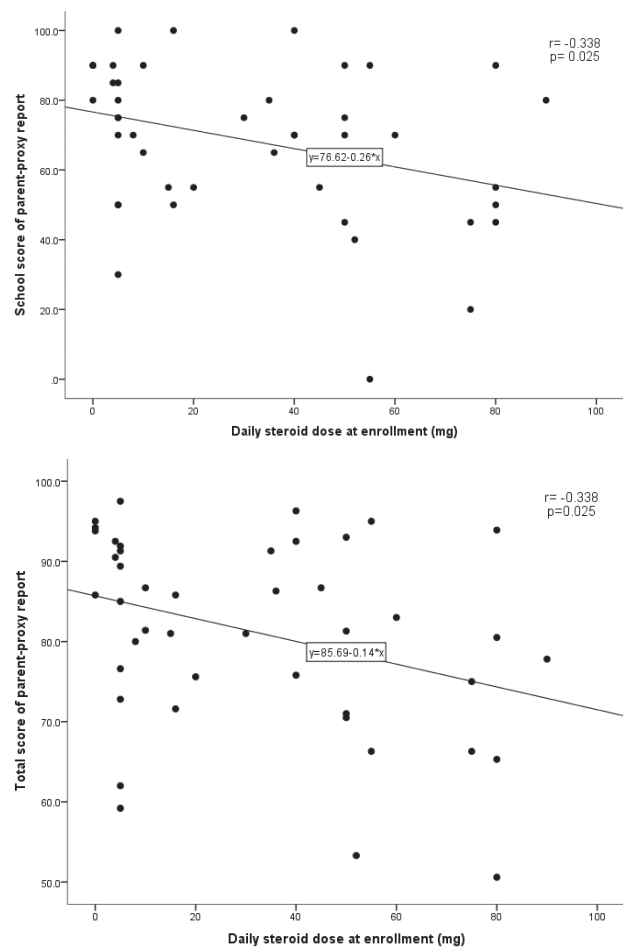 100.0
r= -0.338
p= 0.025
80.0
y=76.62-0.26*x
60.0
40.0
20.0
.0
School score of parent-proxy report
0 20 40 60 80 100
Daily steroid dose at enrollment (mg)
100.0
r= -0.338
p=0.025
90.0
80.0
y=85.69-0.14*x
70.0
60.0
50.0
Total score of parent-proxy report
0 20 40 60 80 100
Daily steroid dose at enrollment (mg)